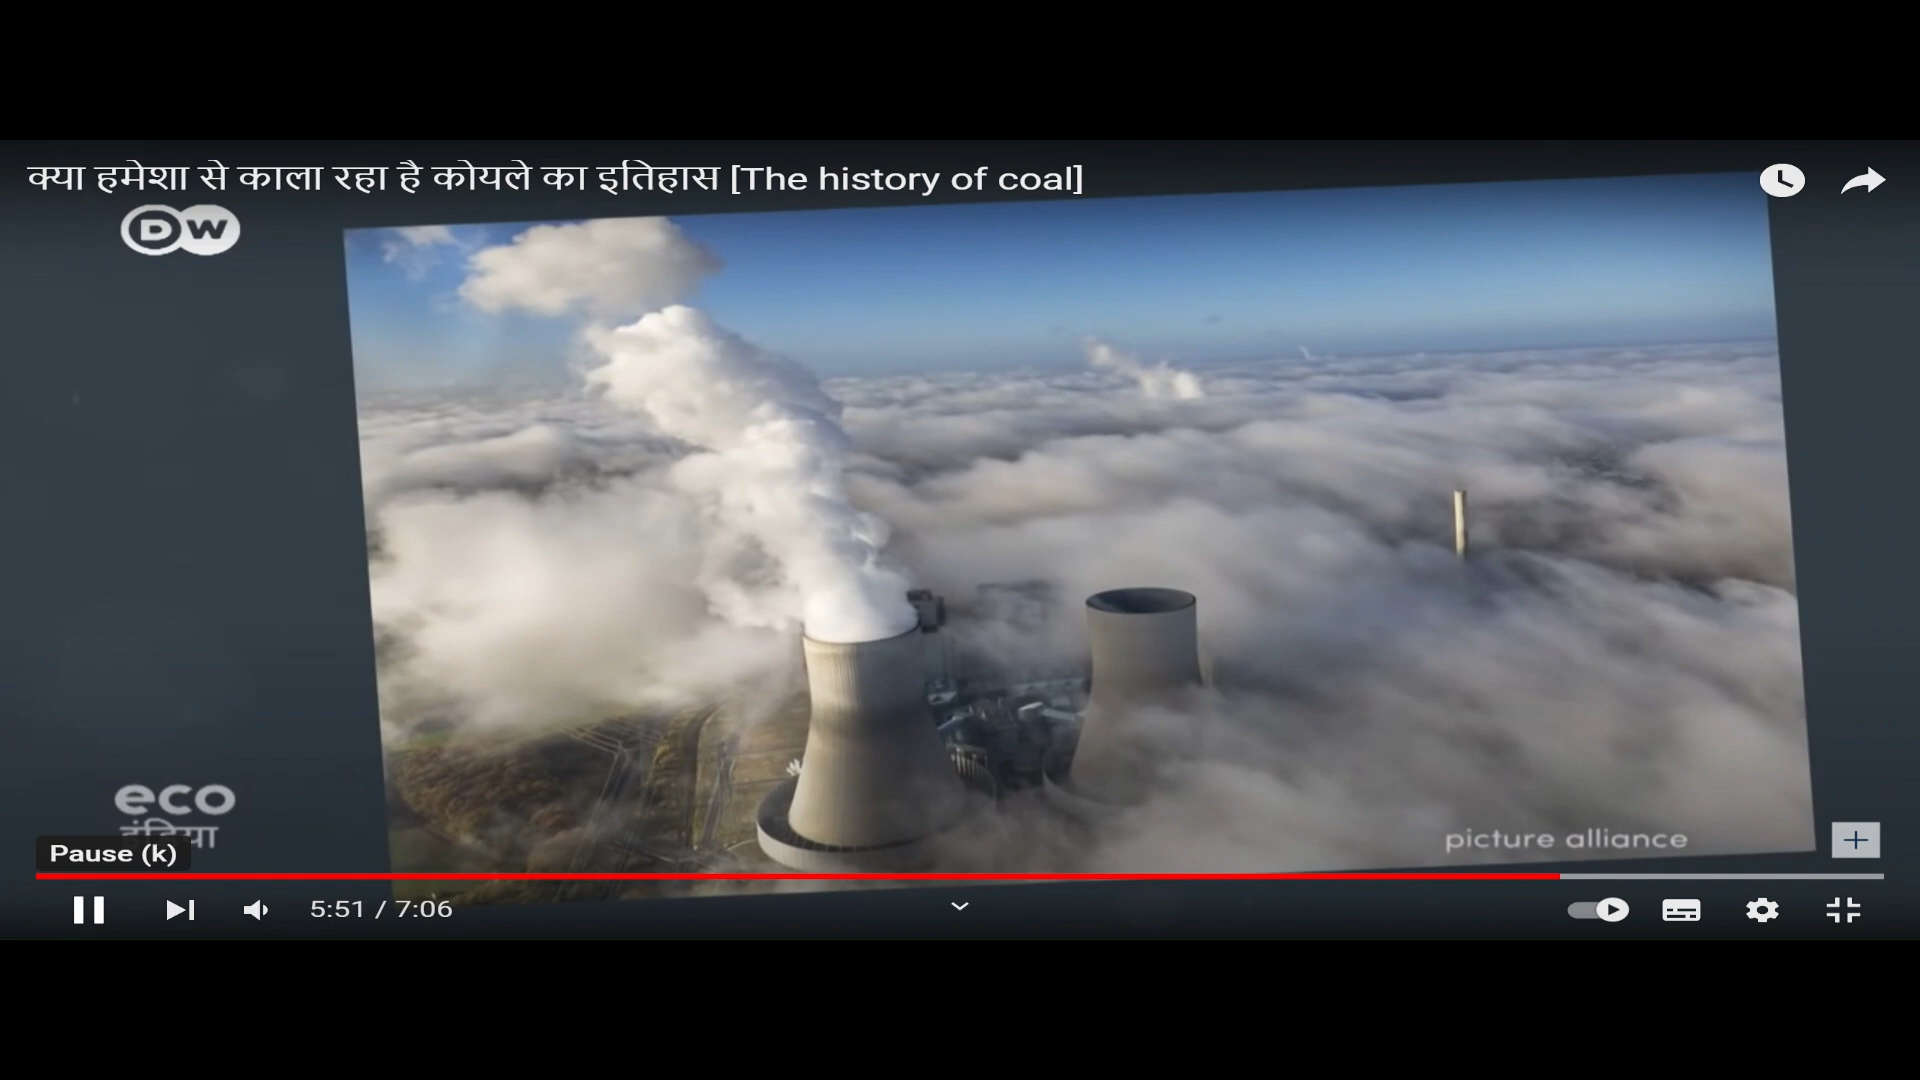 क्या हमेशा से काला रहा है कोयले का इतिहास [The history of coal]
DW
picture alliance
eco
इंडिया
Pause (k)
5:51 / 7:06